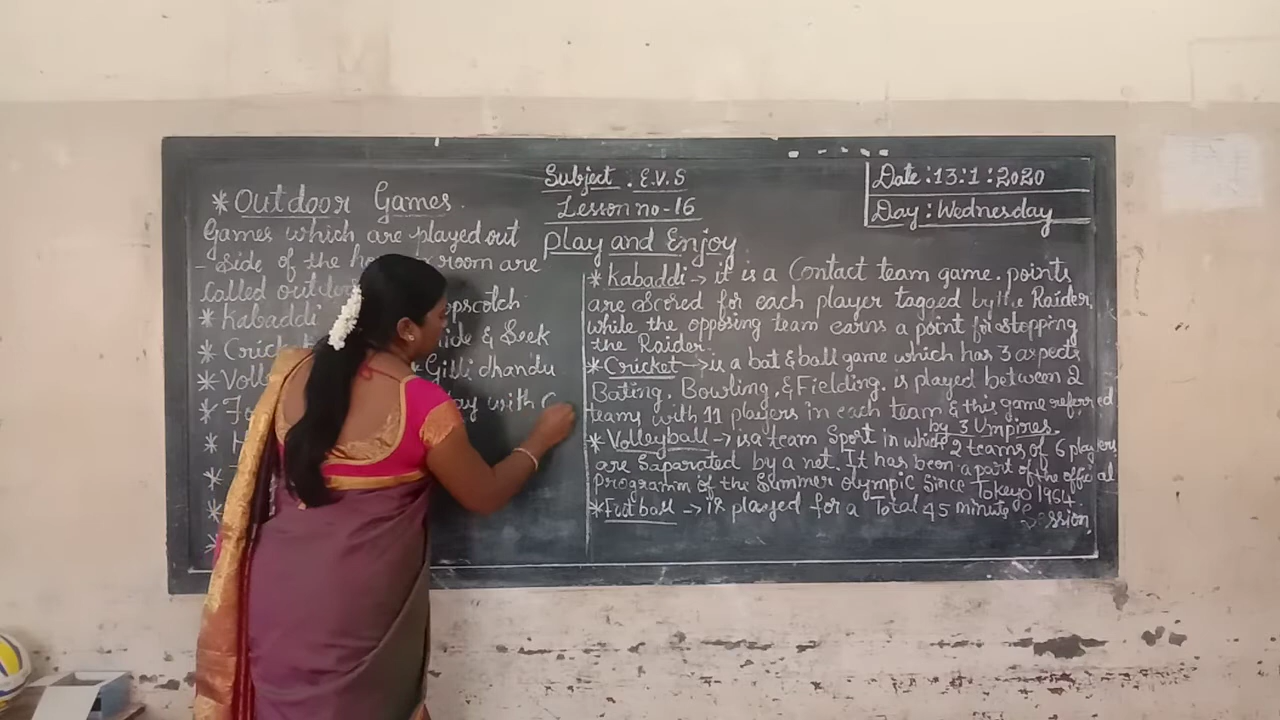 Subject : E.V.S
Lesson no-16
Play and Enjoy
Date : 13:1:2020
Day : Wednesday
* Outdoor Games.
Games which are played out
- side of the room are
Called
* Kabaddi
opscotch
ide & Seek
Gilli dhandu
ay with C
* Kabaddi -> it is a Contact team game. points
are Scored for each player tagged by the Raider,
while the opposing team earns a point for stopping
the Raider.
* Cricket -> is a bat & ball game which has 3 aspects
Bating, Bowling, & Fielding. is played between 2
teams with 11 players in each team & this game referred
by 3 Umpires.
* Volleyball -> is a team Sport in which 2 teams of 6 players
are Saparated by a net. It has been a part of the official
Programm of the Summer Olympic Since Tokeyo 1964.
* Foot ball -> is played for a Total 45 minute
Session,